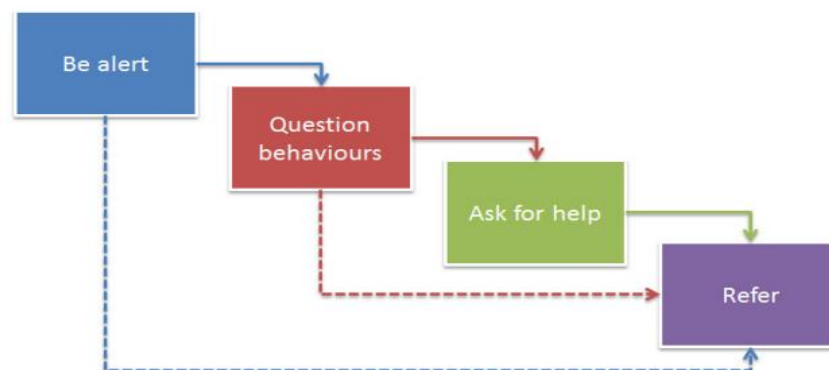 Be alert
Question
behaviours
Ask for help
Refer